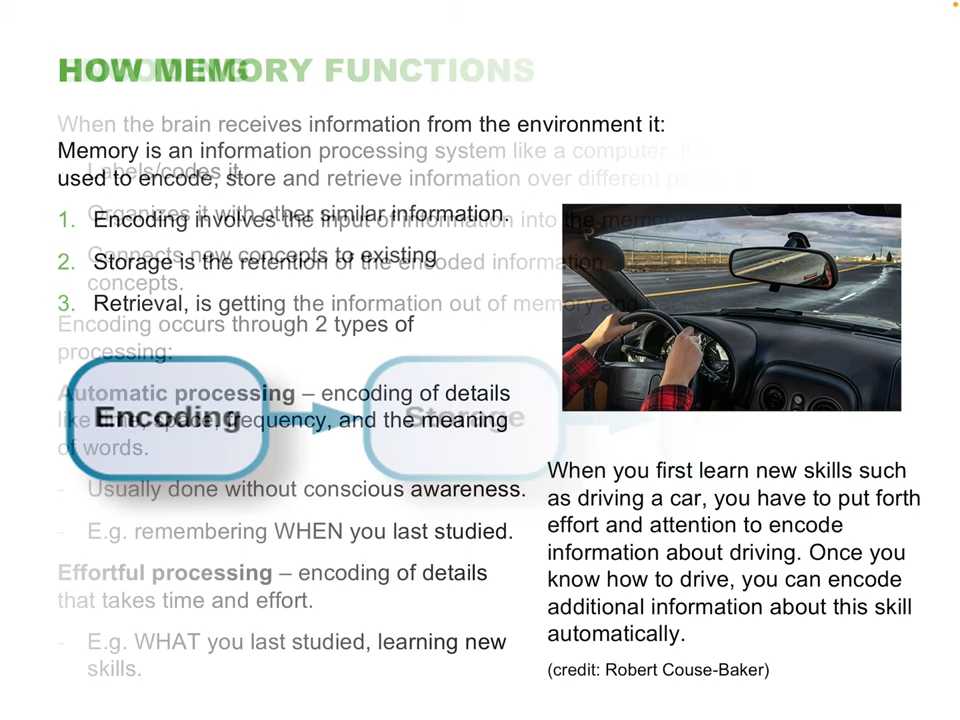 HOW MEMORY FUNCTIONS
ENCODING
When the brain receives information from the environment it:
Memory is an information processing system like a computer. It
used to encode, store and retrieve information over different
Labels/codes it.
Organizes it with other similar information.
1. Encoding involves the input of information into the memory
Connects new concepts to existing
2. Storage is the retention of the encoded information.
concepts.
3. Retrieval, is getting the information out of memory and
Encoding occurs through 2 types of
processing:
Automatic processing – encoding of details
like time, space, frequency, and the meaning
of words.
Encoding
Storage
- Usually done without conscious awareness.
- E.g. remembering WHEN you last studied.
Effortful processing – encoding of details
that takes time and effort.
- E.g. WHAT you last studied, learning new
skills.
When you first learn new skills such
as driving a car, you have to put forth
effort and attention to encode
information about driving. Once you
know how to drive, you can encode
additional information about this skill
automatically.
(credit: Robert Couse-Baker)